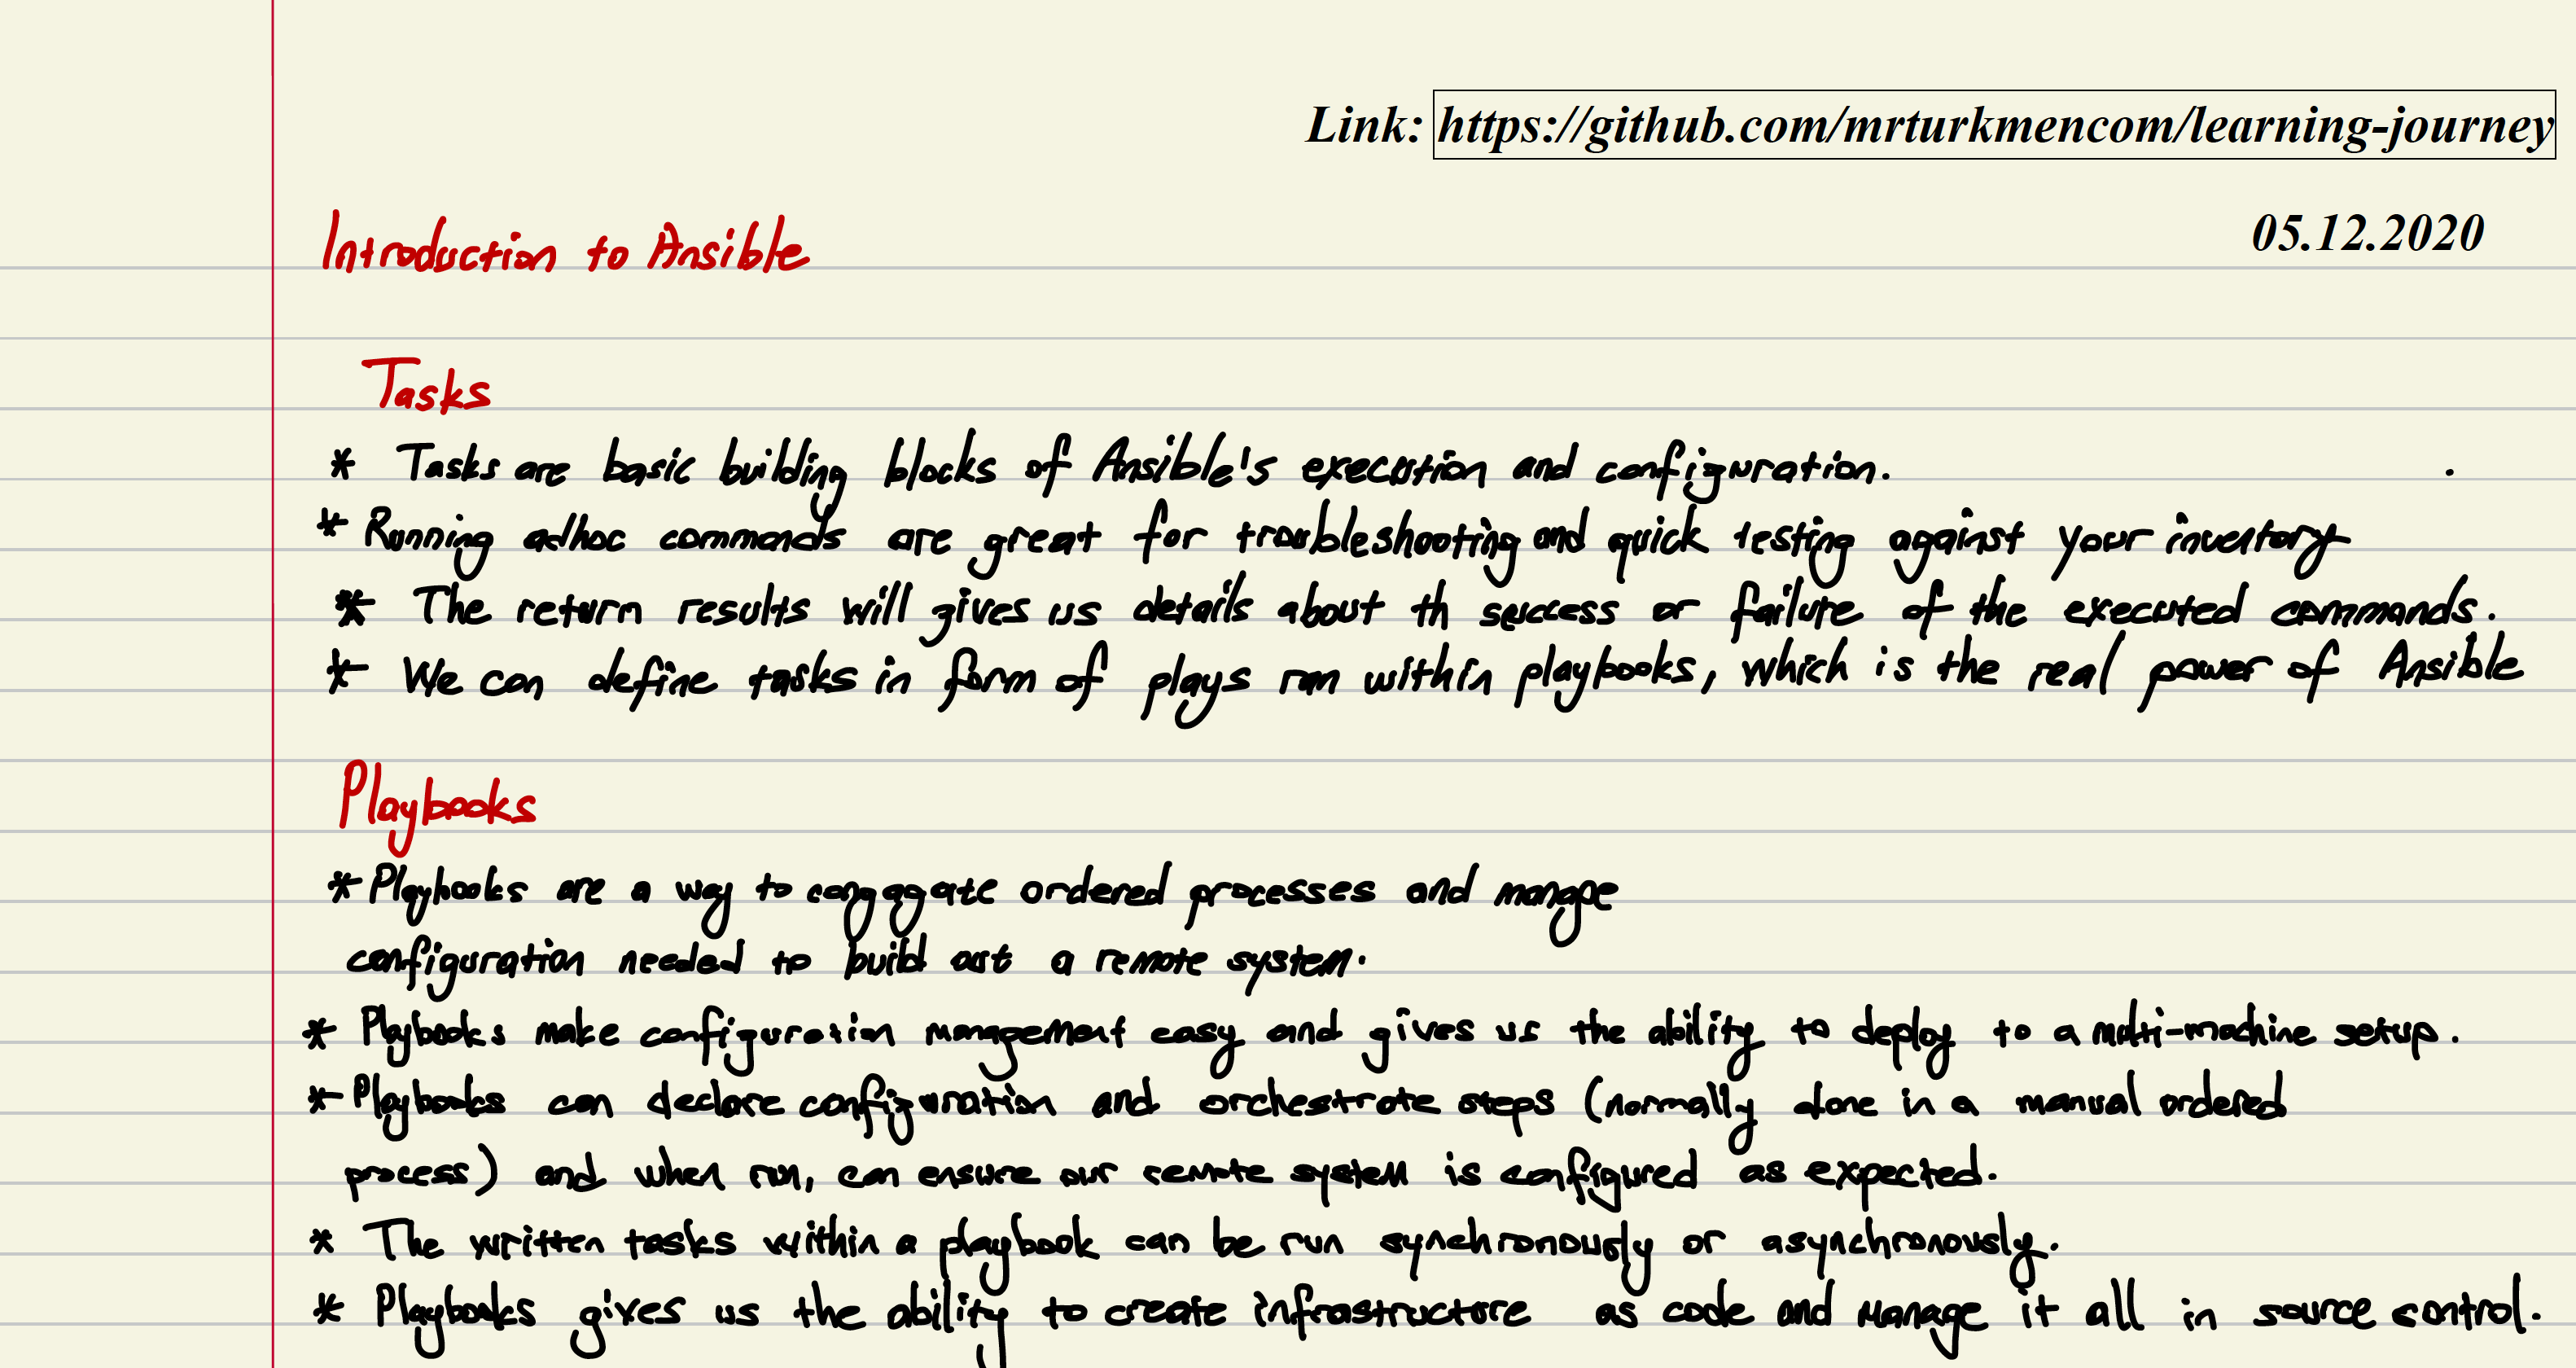 Link: https://github.com/mrturkmencom/learning-journey
05.12.2020
Introduction to Ansible
Tasks
* Tasks are basic building blocks of Ansible's execution and configuration.
* Running adhoc commands are great for troubleshooting and quick testing against your inventory
* The return results will gives us details about th success or failure of the executed commands.
* We can define tasks in form of plays run within playbooks, which is the real power of Ansible
Playbooks
* Playbooks are a way to ordered processes and manage
configuration needed to build out a remote system.
* Playbooks make configuration management easy and gives us the ability to deploy to a multi-machine setup.
* Playbooks can declare configuration and orchestrate steps (normally done in a manual ordered
process) and when run, can ensure our remote system is configured as expected.
* The written tasks within a playbook can be run synchronously or asynchronously.
* Playbooks gives us the ability to create infrastructure as code and manage it all in source control.